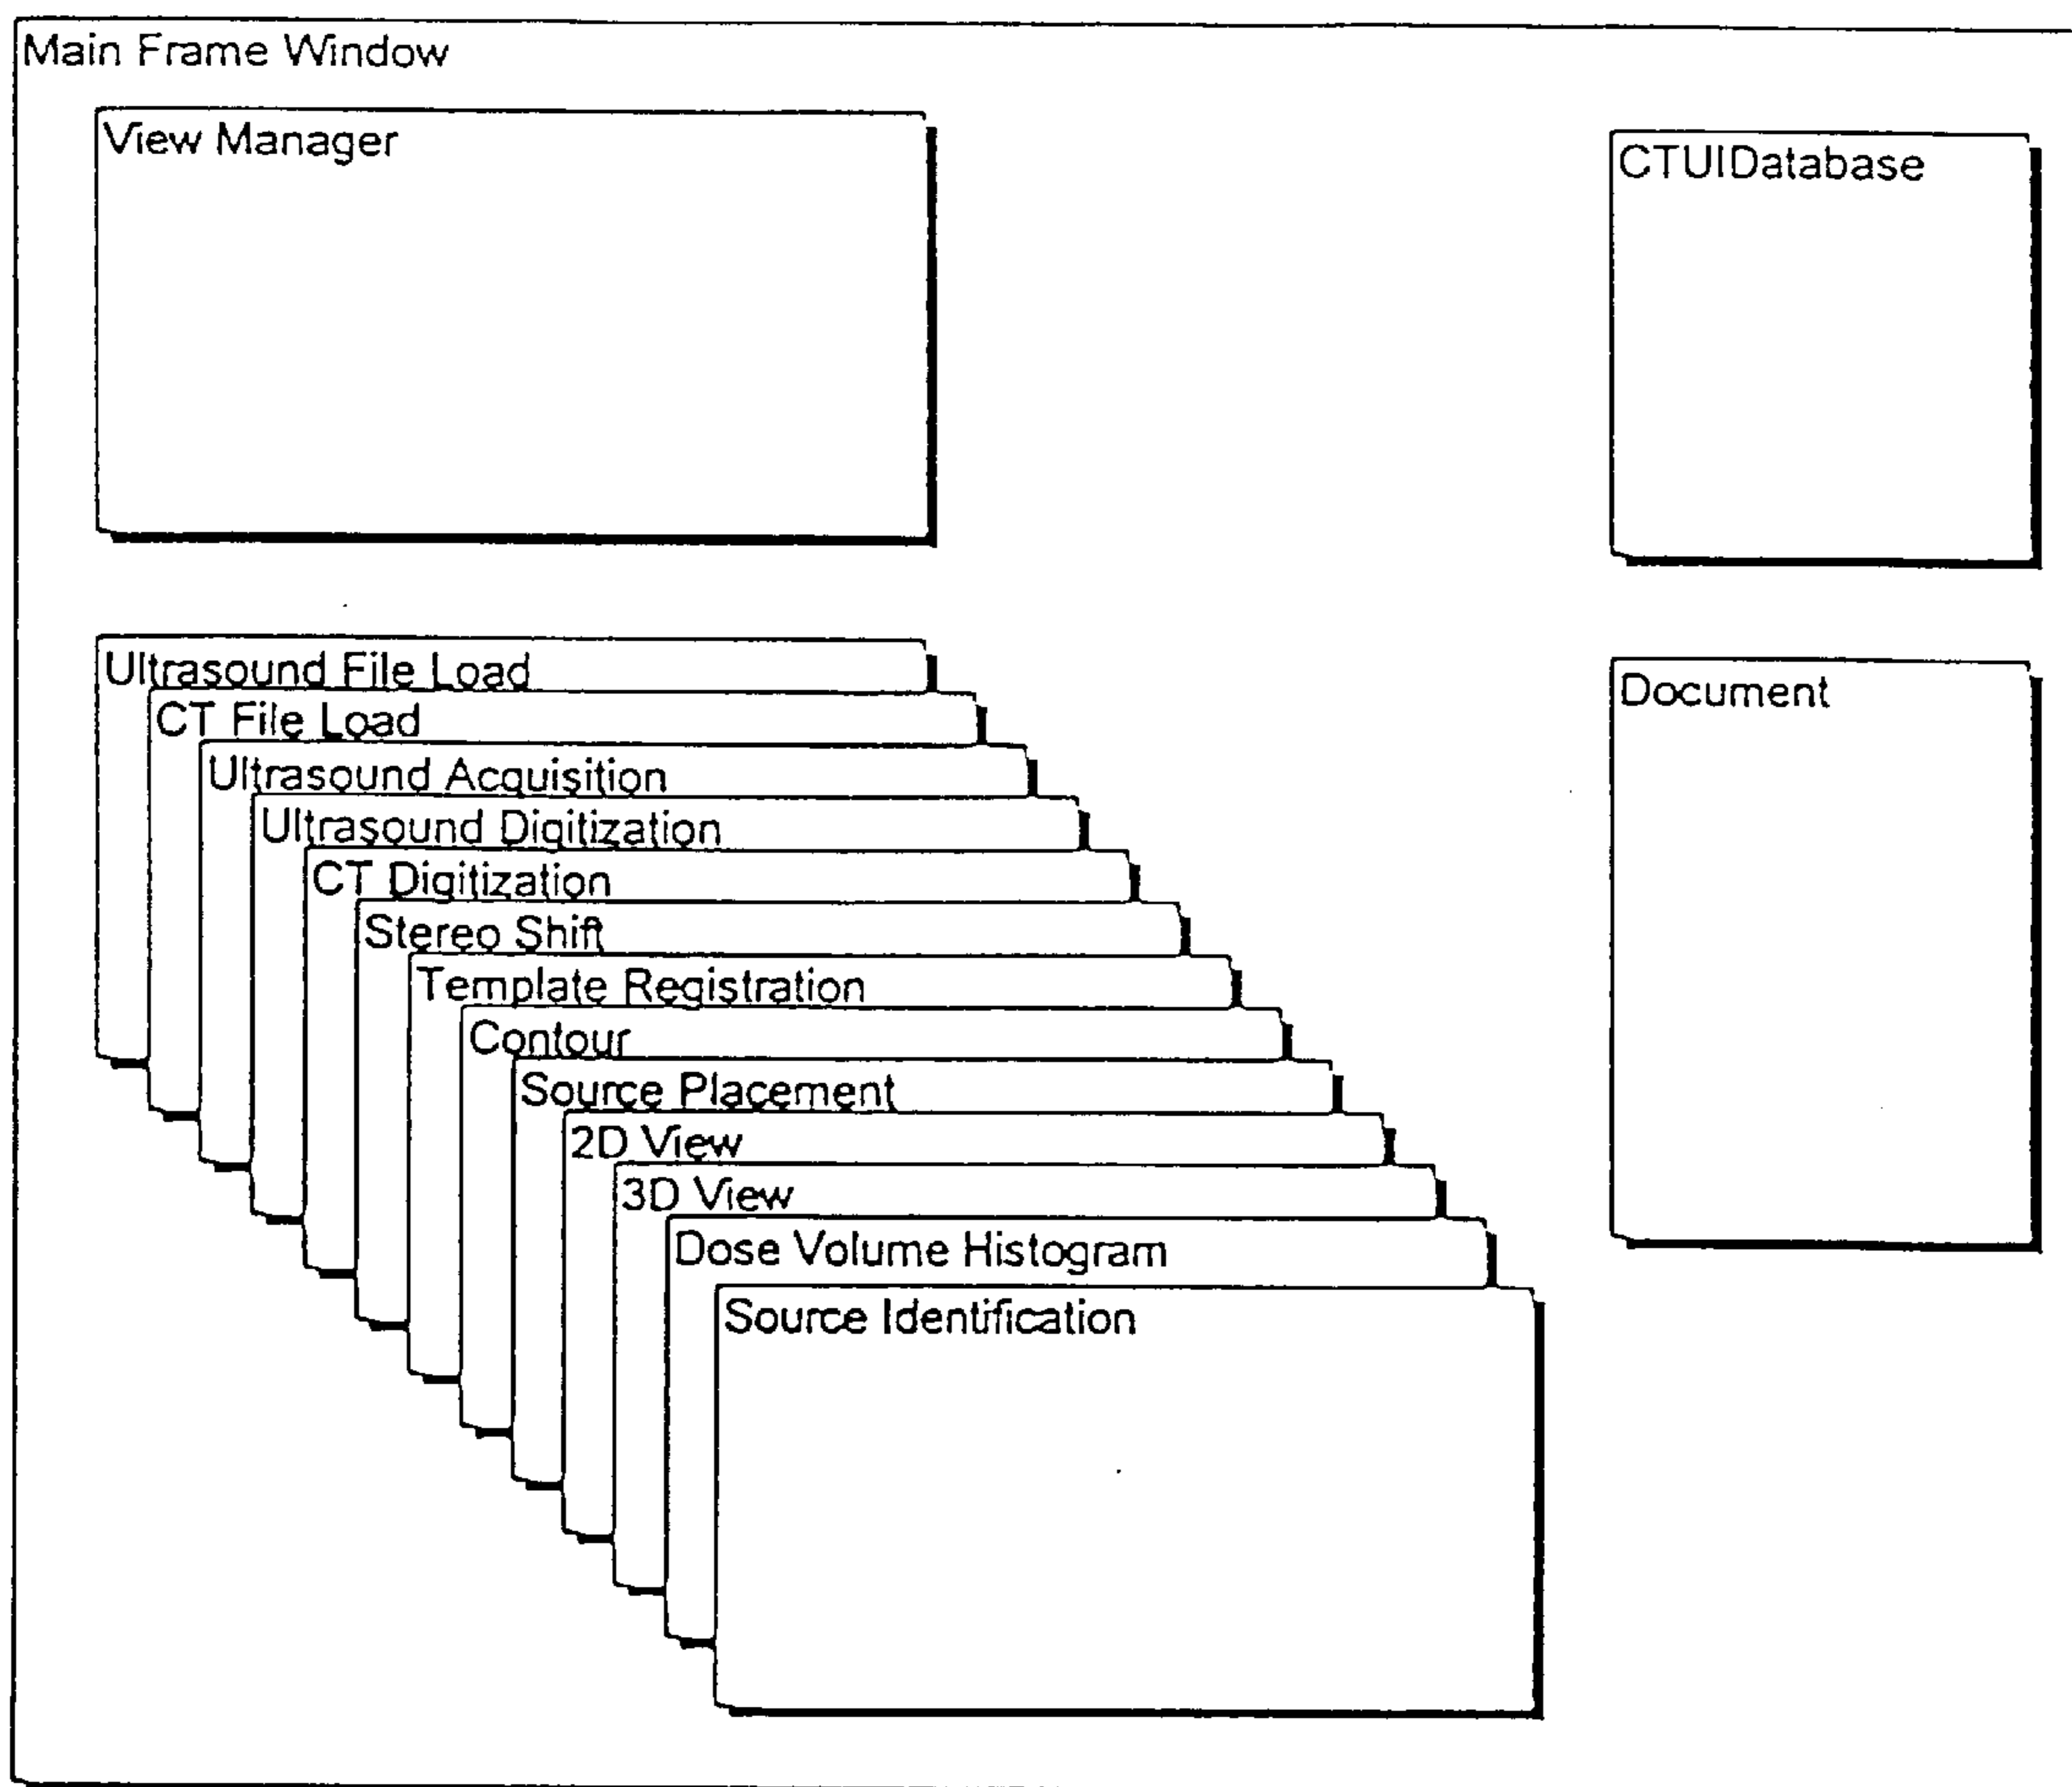 Main Frame Window
View Manager
CTUIDatabase
Ultrasound File Load
CT File Load
Ultrasound Acquisition
Ultrasound Digitization
CT Digitization
Stereo Shift
Template Registration
Contour
Source Placement
2D View
3D View
Dose Volume Histogram
Source Identification
Document